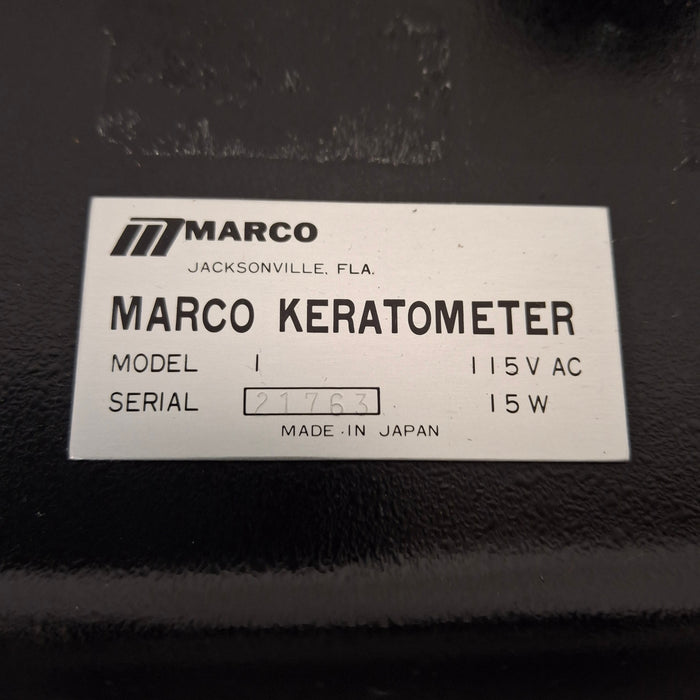 MARCO
JACKSONVILLE, FLA.
MARCO KERATOMETER
MODEL I 115V AC
SERIAL 21763 15W
MADE IN JAPAN